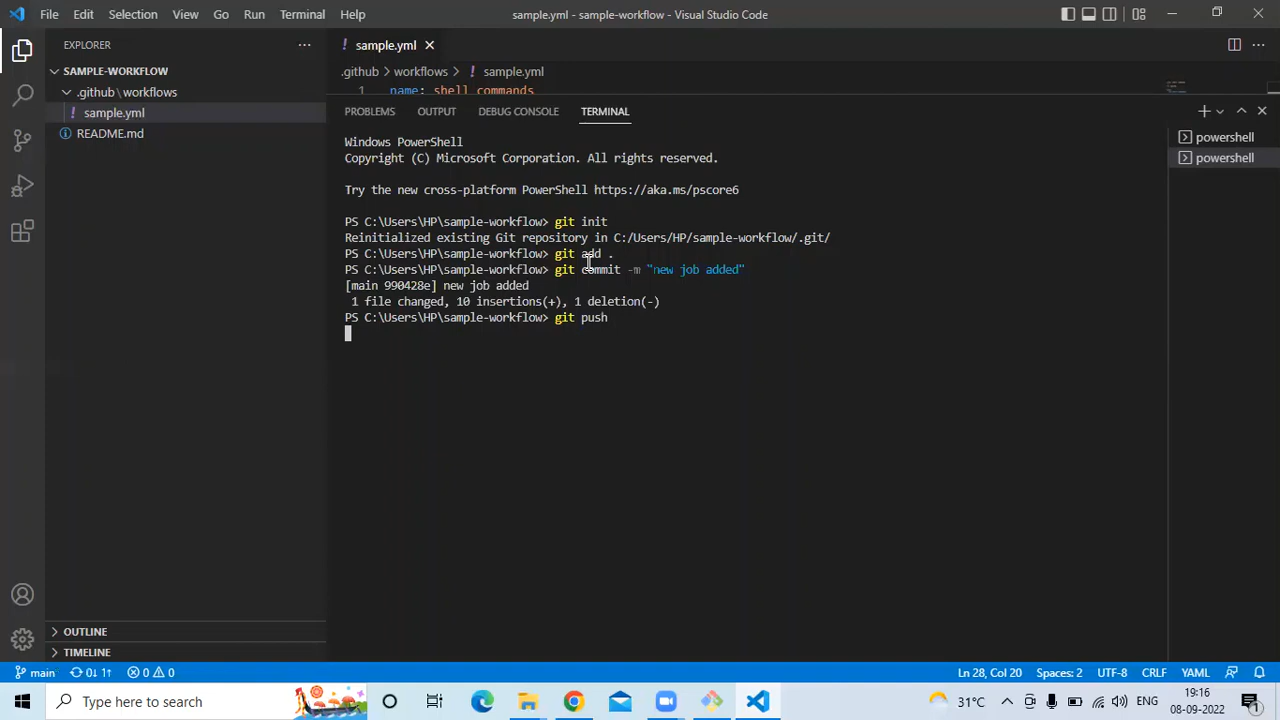 File Edit Selection View Go Run Terminal Help
sample.yml - sample-workflow - Visual Studio Code
EXPLORER
SAMPLE-WORKFLOW
.github\workflows
sample.yml
README.md
OUTLINE
TIMELINE
sample.yml
.github > workflows > sample.yml
1 name: shell commands
PROBLEMS OUTPUT DEBUG CONSOLE TERMINAL
Windows PowerShell
Copyright (C) Microsoft Corporation. All rights reserved.
Try the new cross-platform PowerShell https://aka.ms/pscore6
PS C:\Users\HP\sample-workflow> git init
Reinitialized existing Git repository in C:/Users/HP/sample-workflow/.git/
PS C:\Users\HP\sample-workflow> git add .
PS C:\Users\HP\sample-workflow> git commit -m "new job added"
[main 990428e] new job added
1 file changed, 10 insertions(+), 1 deletion(-)
PS C:\Users\HP\sample-workflow> git push
powershell
powershell
main 0↓ 1↑ 0 0 Ln 28, Col 20 Spaces: 2 UTF-8 CRLF YAML
Type here to search
31°C ENG
19:16
08-09-2022
1